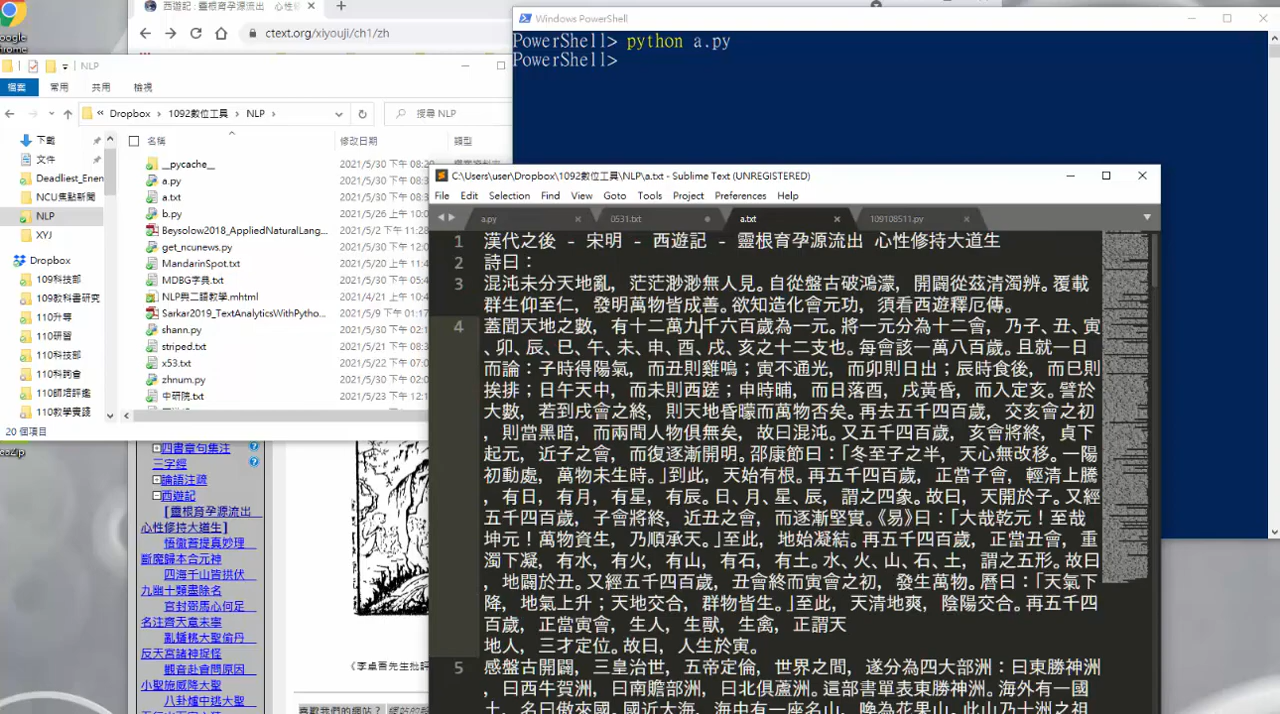 西遊記 : 靈根育孕源流出 心性修
ctext.org/xiyouji/ch1/zh
NLP
檔案 常用 共用 檢視
« Dropbox › 1092數位工具 › NLP ›
搜尋 NLP
下載
文件
Deadliest_Enen
NCU焦點新聞
NLP
XYJ
Dropbox
109科技部
109教科書研究
110升等
110研習
110科技部
110科詢會
110師培評鑑
110教學實踐
名稱 修改日期 類型
__pycache__ 2021/5/30 下午 08:20
a.py 2021/5/30 下午 08:
a.txt 2021/5/30 下午 08:
b.py 2021/5/26 上午 10:0
Beysolow2018_AppliedNaturalLang... 2021/5/2 下午 11:28
get_ncunews.py 2021/5/30 下午 06:
MandarinSpot.txt 2021/5/20 上午
MDBG字典.txt 2021/5/30 下午
NLP與二語教學.mhtml 2021/4/21 上午 10:4
Sarkar2019_TextAnalyticsWithPytho... 2021/5/9 下午 01:17
shann.py 2021/5/30 下午 06:
striped.txt 2021/5/21 下午 08:
x53.txt 2021/5/22 下午 07:0
zhnum.py 2021/5/30 下午 06:
中研院.txt 2021/5/23 下午
20 個項目
Windows PowerShell
PowerShell> python a.py
PowerShell>
C:\Users\user\Dropbox\1092數位工具\NLP\a.txt - Sublime Text (UNREGISTERED)
File Edit Selection Find View Goto Tools Project Preferences Help
a.py 0531.txt a.txt 109108511.py
1 漢代之後 - 宋明 - 西遊記 - 靈根育孕源流出 心性修持大道生
2 詩曰：
3 混沌未分天地亂，茫茫渺渺無人見。自從盤古破鴻濛，開闢從茲清濁辨。覆載
群生仰至仁，發明萬物皆成善。欲知造化會元功，須看西遊釋厄傳。
4 蓋聞天地之數，有十二萬九千六百歲為一元。將一元分為十二會，乃子、丑、寅
、卯、辰、巳、午、未、申、酉、戌、亥之十二支也。每會該一萬八百歲。且就一日
而論：子時得陽氣，而丑則雞鳴；寅不通光，而卯則日出；辰時食後，而巳則
挨排；日午天中，而未則西蹉；申時晡，而日落酉，戌黃昏，而入定亥。譬於
大數，若到戌會之終，則天地昏曚而萬物否矣。再去五千四百歲，交亥會之初
，則當黑暗，而兩間人物俱無矣，故曰混沌。又五千四百歲，亥會將終，貞下
起元，近子之會，而復逐漸開明。邵康節曰：「冬至子之半，天心無改移。一陽
初動處，萬物未生時。」到此，天始有根。再五千四百歲，正當子會，輕清上騰
，有日，有月，有星，有辰。日、月、星、辰，謂之四象。故曰，天開於子。又經
五千四百歲，子會將終，近丑之會，而逐漸堅實。《易》曰：「大哉乾元！至哉
坤元！萬物資生，乃順承天。」至此，地始凝結。再五千四百歲，正當丑會，重
濁下凝，有水，有火，有山，有石，有土。水、火、山、石、土，謂之五形。故曰
，地闢於丑。又經五千四百歲，丑會終而寅會之初，發生萬物。曆曰：「天氣下
降，地氣上升；天地交合，群物皆生。」至此，天清地爽，陰陽交合。再五千四
百歲，正當寅會，生人，生獸，生禽，正謂天
地人，三才定位。故曰，人生於寅。
5 感盤古開闢，三皇治世，五帝定倫，世界之間，遂分為四大部洲：曰東勝神洲
，曰西牛賀洲，曰南贍部洲，曰北俱蘆洲。這部書單表東勝神洲。海外有一國
土，名曰傲來國。國近大海，海中有一座名山，喚為花果山。此山乃十洲之祖
四書章句集注
三字經
論語注疏
西遊記
[靈根育孕源流出
心性修持大道生]
悟徹菩提真妙理
斷魔歸本合元神
四海千山皆拱伏
九幽十類盡除名
官封弼馬心何足
名注齊天意未寧
亂蟠桃大聖偷丹
反天宮諸神捉怪
觀音赴會問原因
小聖施威降大聖
八卦爐中逃大聖
《李卓吾先生批評
喜歡我們的網站？